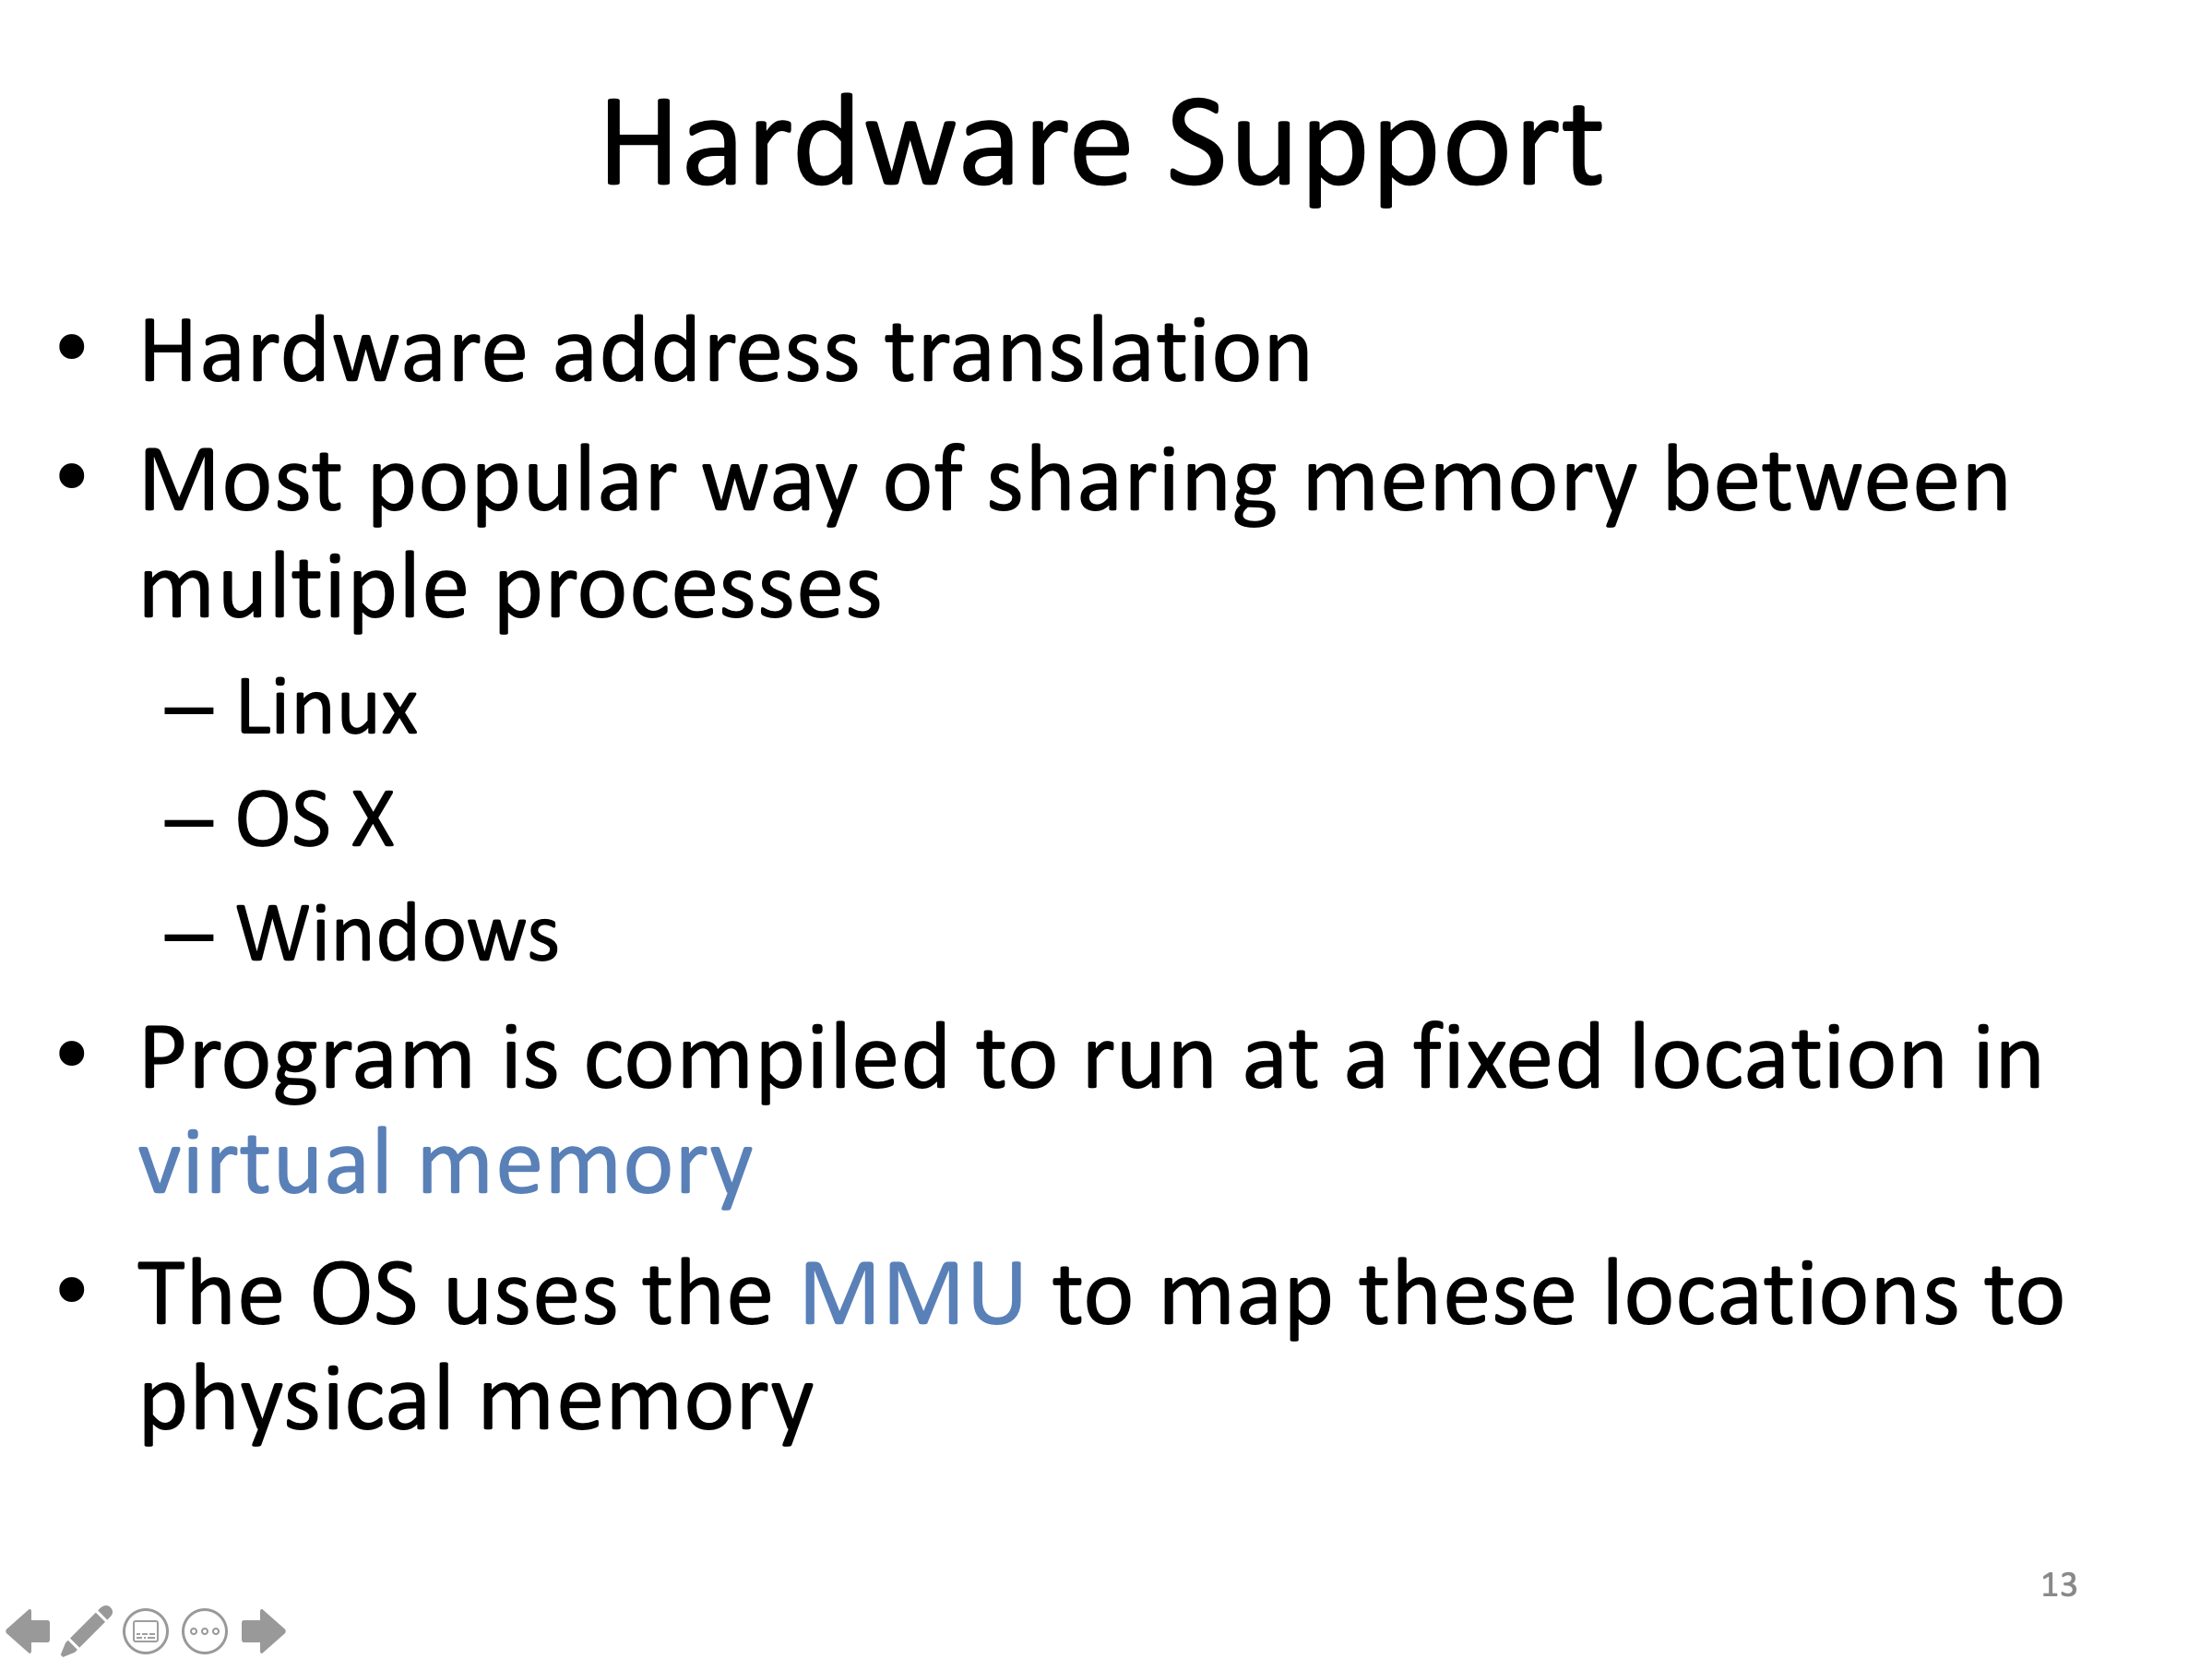 Hardware Support
• Hardware address translation
• Most popular way of sharing memory between
multiple processes
– Linux
– OS X
– Windows
• Program is compiled to run at a fixed location in
virtual memory
• The OS uses the MMU to map these locations to
physical memory
13